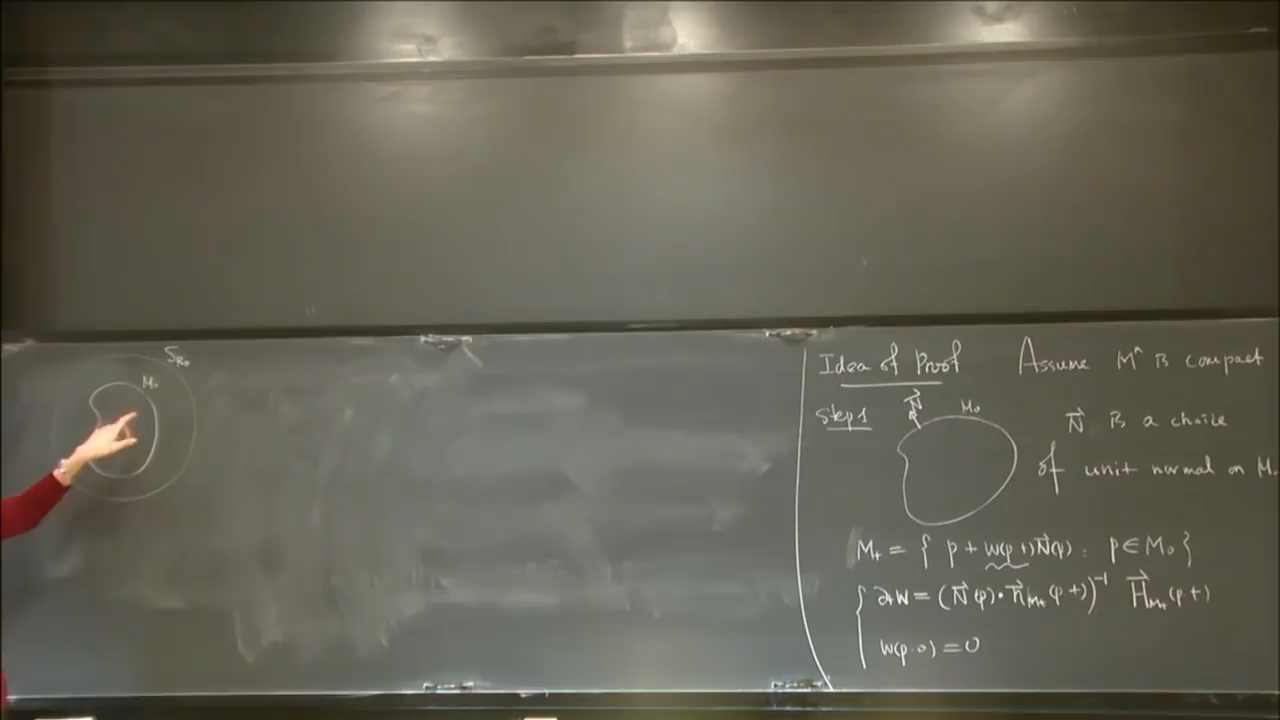 S_{R_0}
M_0
Idea of Proof Assume Mⁿ is compact
Step 1
\vec{N}
M_0
\vec{N} is a choice
of unit normal on M_0
M_t = { p + w(p,t)\vec{N}(p) : p ∈ M_0 }
∂_t w = (\vec{N}(p)·\vec{n}_{M_t}(p,t))^{-1} \vec{H}_{M_t}(p,t)
w(p,0) = 0